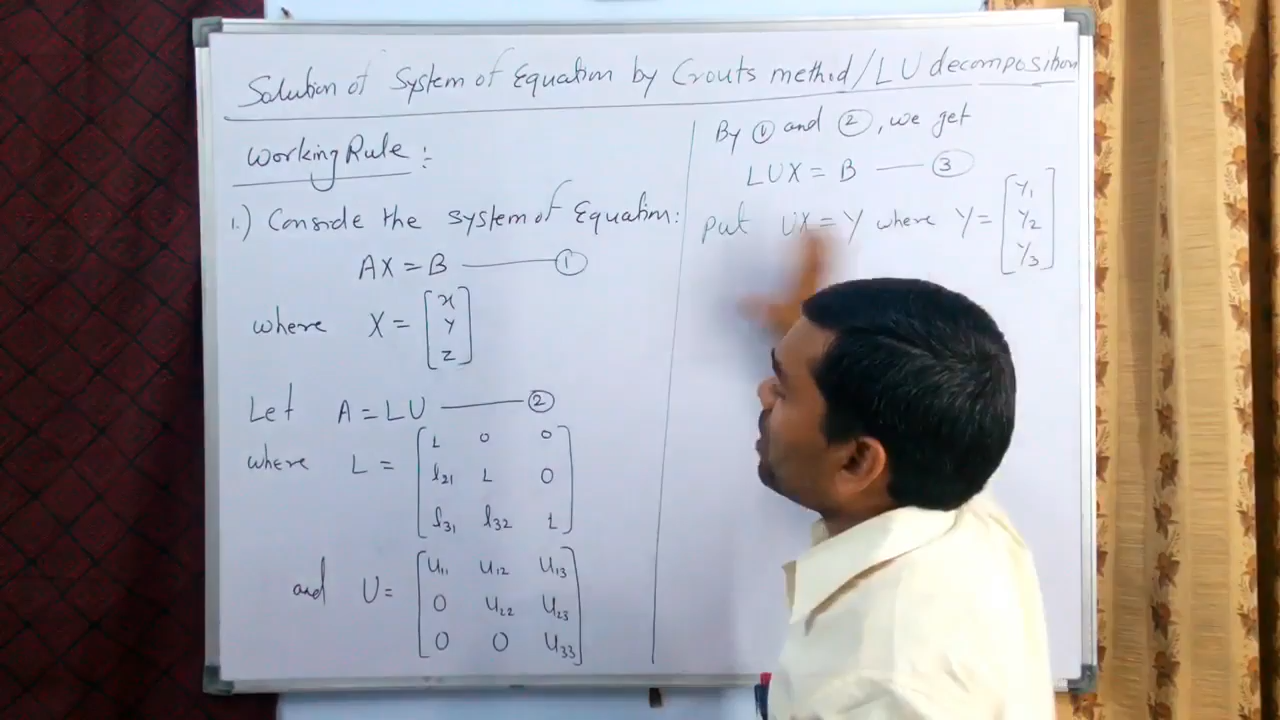 Solution of System of Equation by Crouts method/LU decomposition
Working Rule:
1.) Conside the system of Equation:
AX = B —— ①
where X = [x
y
z]
Let A = LU —— ②
where L = [1 0 0
l21 1 0
l31 l32 1]
and U = [u11 u12 u13
0 u22 u23
0 0 u33]
By ① and ②, we get
LUX = B —— ③
put UX = Y where Y = [y1
y2
y3]